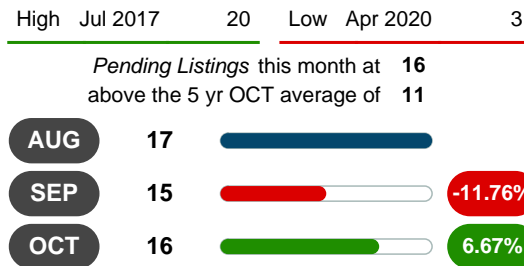 High Jul 2017 20 Low Apr 2020 3
Pending Listings this month at 16
above the 5 yr OCT average of 11
AUG 17
SEP 15 -11.76%
OCT 16 6.67%